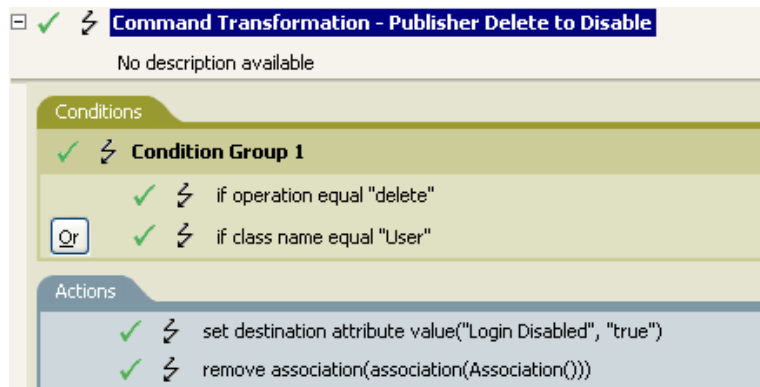 Command Transformation - Publisher Delete to Disable
No description available
Conditions
Condition Group 1
if operation equal "delete"
Or if class name equal "User"
Actions
set destination attribute value("Login Disabled", "true")
remove association(association(Association()))